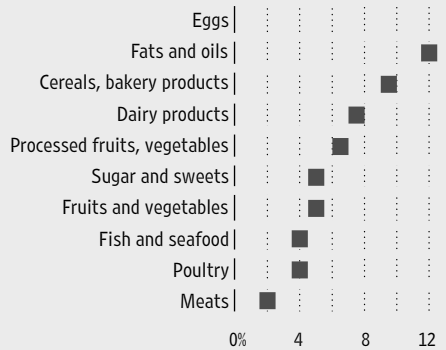 Eggs
Fats and oils
Cereals, bakery products
Dairy products
Processed fruits, vegetables
Sugar and sweets
Fruits and vegetables
Fish and seafood
Poultry
Meats
0% 4 8 12